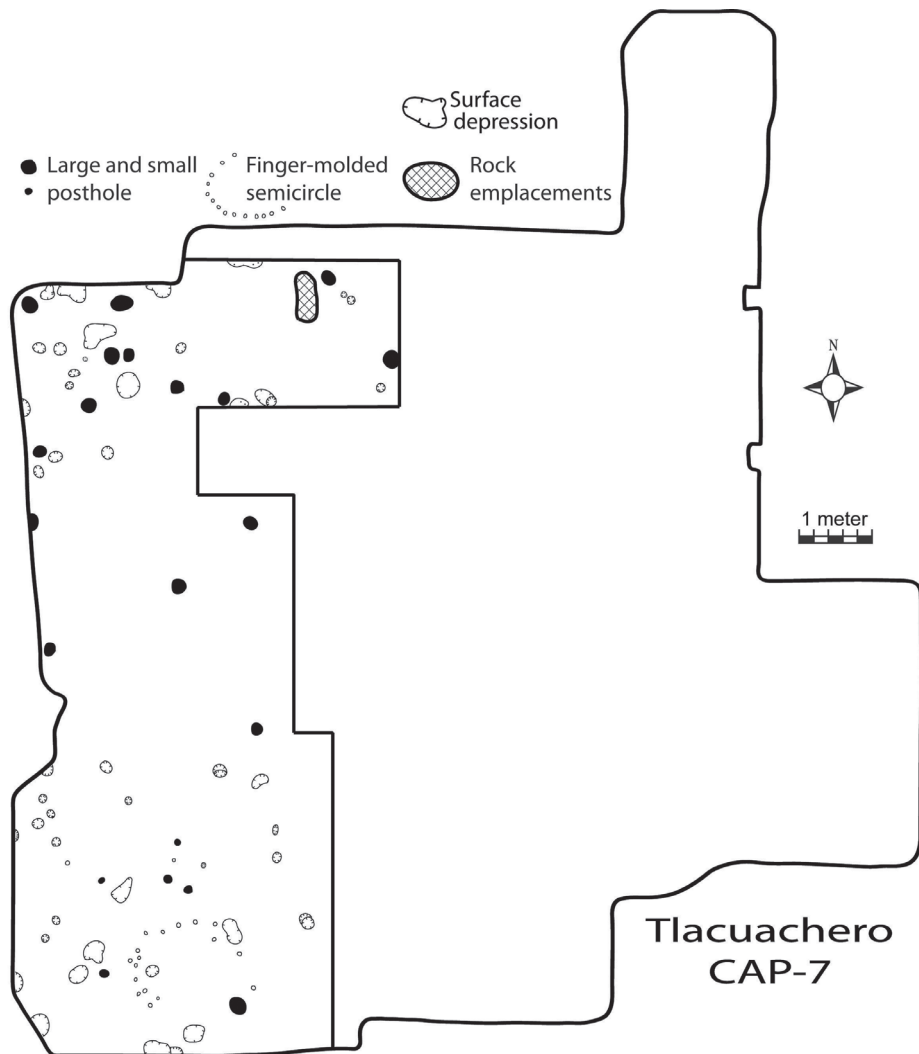 Surface
depression
Large and small
posthole
Finger-molded
semicircle
Rock
emplacements
N
1 meter
Tlacuachero
CAP-7